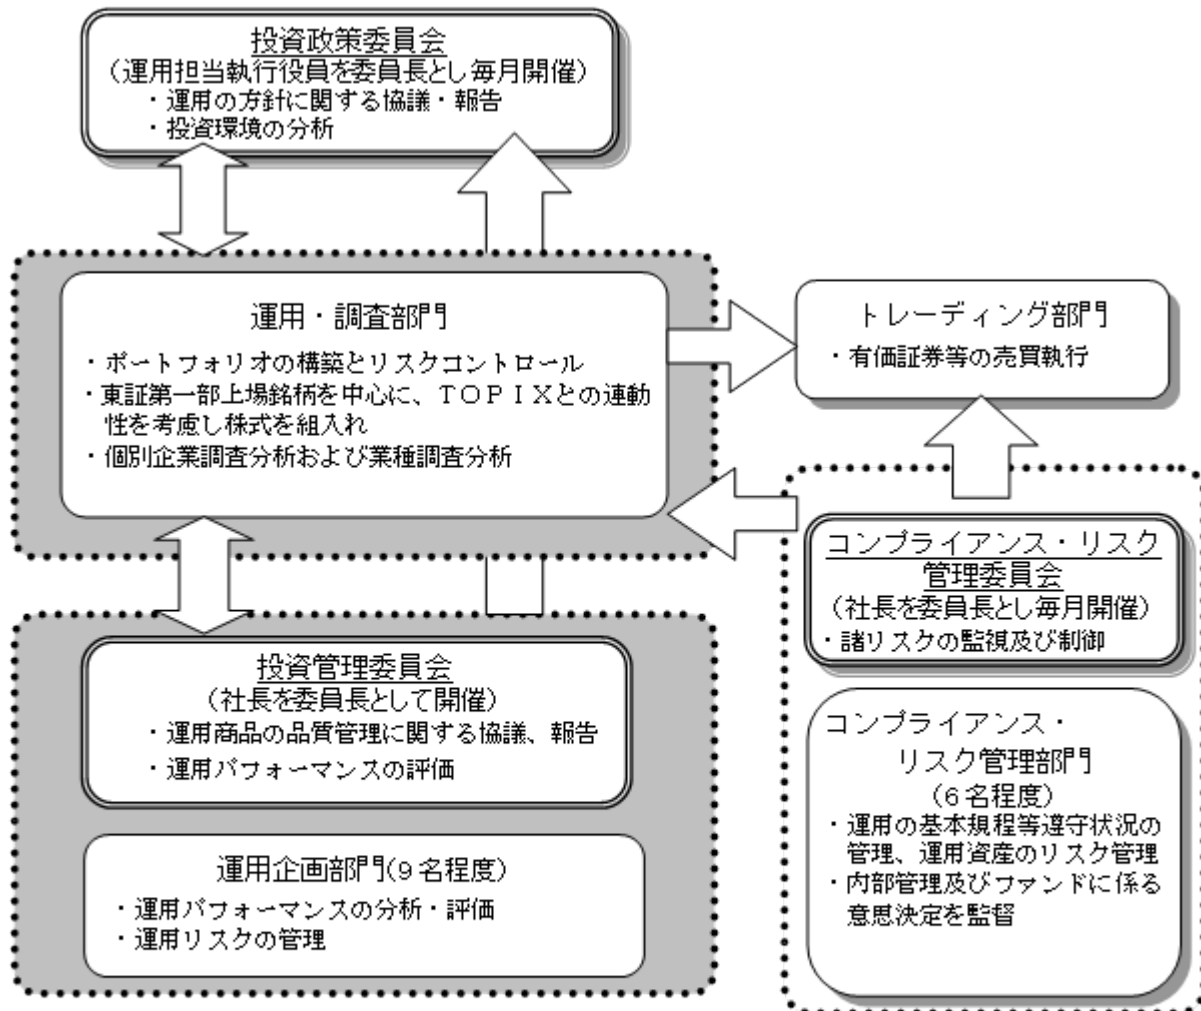 投資政策委員会
(運用担当執行役員を委員長とし毎月開催)
・運用の方針に関する協議・報告
・投資環境の分析
運用・調査部門
・ポートフォリオの構築とリスクコントロール
・東証第一部上場銘柄を中心に、ＴＯＰＩＸとの連動
性を考慮し株式を組入れ
・個別企業調査分析および業種調査分析
トレーディング部門
・有価証券等の売買執行
投資管理委員会
(社長を委員長として開催)
・運用商品の品質管理に関する協議、報告
・運用パフォーマンスの評価
運用企画部門(９名程度)
・運用パフォーマンスの分析・評価
・運用リスクの管理
コンプライアンス・リスク
管理委員会
(社長を委員長とし毎月開催)
・諸リスクの監視及び制御
コンプライアンス・
リスク管理部門
(６名程度)
・運用の基本規程等遵守状況の
管理、運用資産のリスク管理
・内部管理及びファンドに係る
意思決定を監督